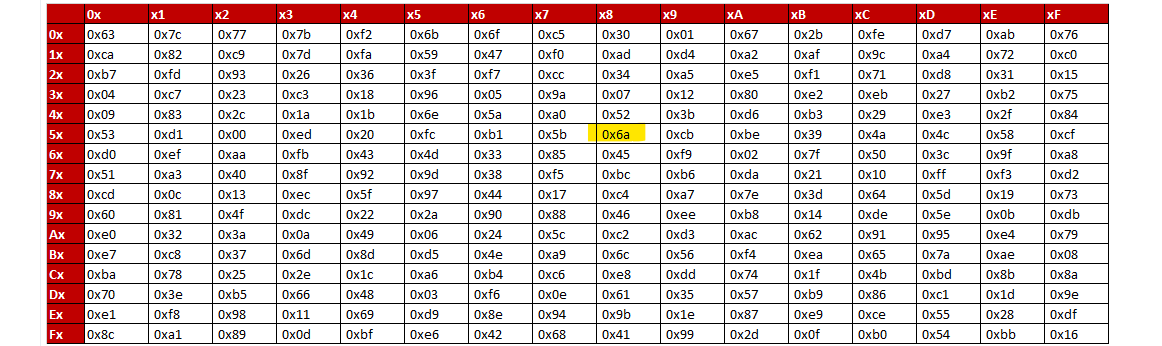 0x x1 x2 x3 x4 x5 x6 x7 x8 x9 xA xB xC xD xE xF
0x 0x63 0x7c 0x77 0x7b 0xf2 0x6b 0x6f 0xc5 0x30 0x01 0x67 0x2b 0xfe 0xd7 0xab 0x76
1x 0xca 0x82 0xc9 0x7d 0xfa 0x59 0x47 0xf0 0xad 0xd4 0xa2 0xaf 0x9c 0xa4 0x72 0xc0
2x 0xb7 0xfd 0x93 0x26 0x36 0x3f 0xf7 0xcc 0x34 0xa5 0xe5 0xf1 0x71 0xd8 0x31 0x15
3x 0x04 0xc7 0x23 0xc3 0x18 0x96 0x05 0x9a 0x07 0x12 0x80 0xe2 0xeb 0x27 0xb2 0x75
4x 0x09 0x83 0x2c 0x1a 0x1b 0x6e 0x5a 0xa0 0x52 0x3b 0xd6 0xb3 0x29 0xe3 0x2f 0x84
5x 0x53 0xd1 0x00 0xed 0x20 0xfc 0xb1 0x5b 0x6a 0xcb 0xbe 0x39 0x4a 0x4c 0x58 0xcf
6x 0xd0 0xef 0xaa 0xfb 0x43 0x4d 0x33 0x85 0x45 0xf9 0x02 0x7f 0x50 0x3c 0x9f 0xa8
7x 0x51 0xa3 0x40 0x8f 0x92 0x9d 0x38 0xf5 0xbc 0xb6 0xda 0x21 0x10 0xff 0xf3 0xd2
8x 0xcd 0x0c 0x13 0xec 0x5f 0x97 0x44 0x17 0xc4 0xa7 0x7e 0x3d 0x64 0x5d 0x19 0x73
9x 0x60 0x81 0x4f 0xdc 0x22 0x2a 0x90 0x88 0x46 0xee 0xb8 0x14 0xde 0x5e 0x0b 0xdb
Ax 0xe0 0x32 0x3a 0x0a 0x49 0x06 0x24 0x5c 0xc2 0xd3 0xac 0x62 0x91 0x95 0xe4 0x79
Bx 0xe7 0xc8 0x37 0x6d 0x8d 0xd5 0x4e 0xa9 0x6c 0x56 0xf4 0xea 0x65 0x7a 0xae 0x08
Cx 0xba 0x78 0x25 0x2e 0x1c 0xa6 0xb4 0xc6 0xe8 0xdd 0x74 0x1f 0x4b 0xbd 0x8b 0x8a
Dx 0x70 0x3e 0xb5 0x66 0x48 0x03 0xf6 0x0e 0x61 0x35 0x57 0xb9 0x86 0xc1 0x1d 0x9e
Ex 0xe1 0xf8 0x98 0x11 0x69 0xd9 0x8e 0x94 0x9b 0x1e 0x87 0xe9 0xce 0x55 0x28 0xdf
Fx 0x8c 0xa1 0x89 0x0d 0xbf 0xe6 0x42 0x68 0x41 0x99 0x2d 0x0f 0xb0 0x54 0xbb 0x16